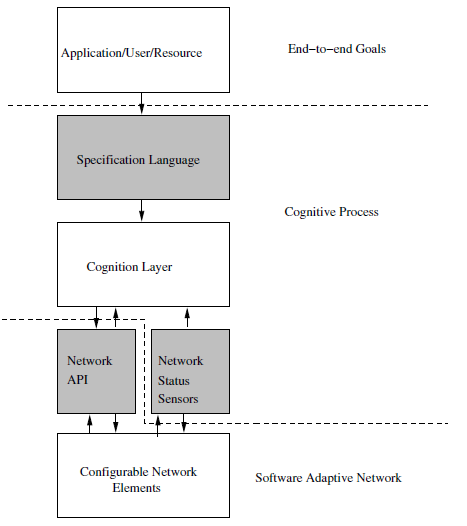 Application/User/Resource
End−to−end Goals
Specification Language
Cognitive Process
Cognition Layer
Network
API
Network
Status
Sensors
Configurable Network
Elements
Software Adaptive Network